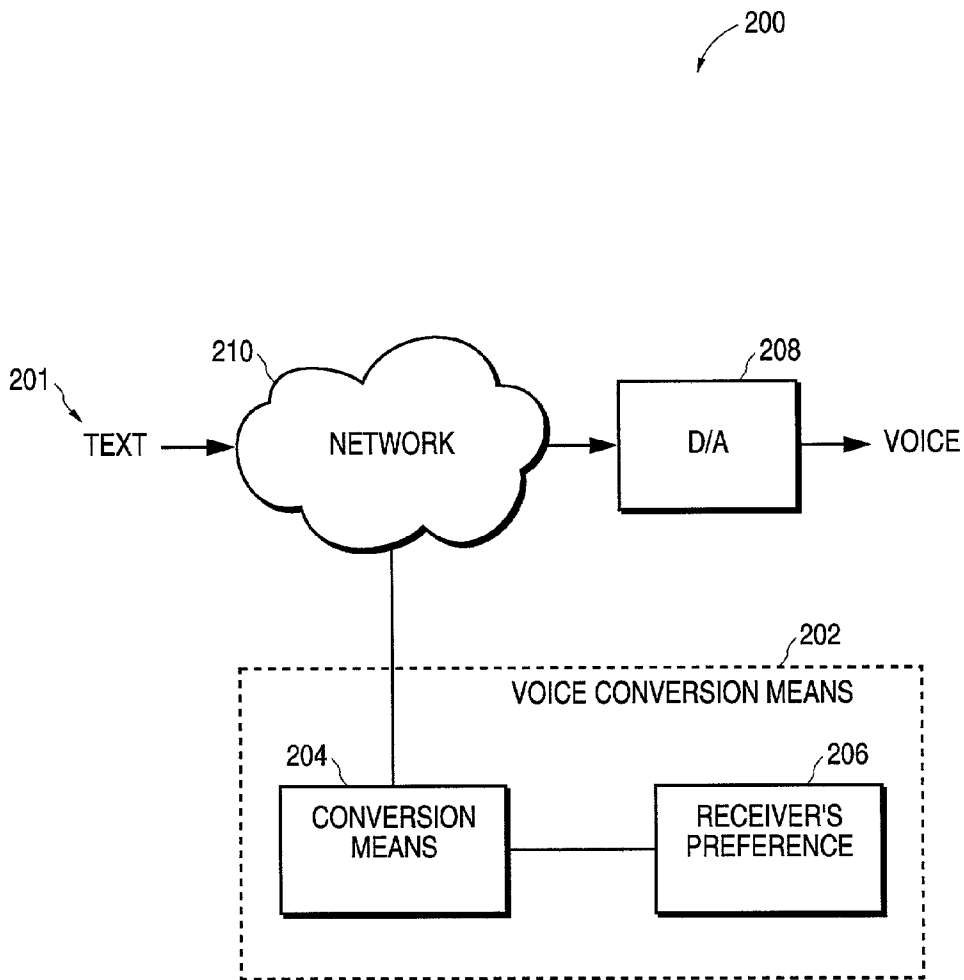 200
210
208
201
TEXT
NETWORK
D/A
VOICE
202
VOICE CONVERSION MEANS
204
206
CONVERSION
MEANS
RECEIVER'S
PREFERENCE